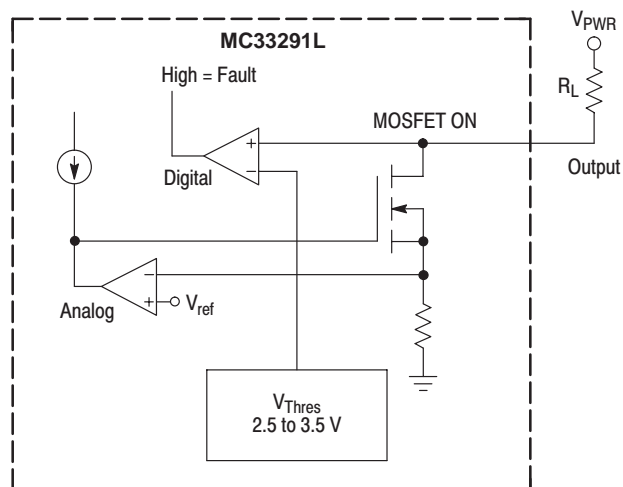 V_PWR
MC33291L
High = Fault
R_L
MOSFET ON
+
−
Digital
Output
−
+
V_ref
Analog
V_Thres
2.5 to 3.5 V